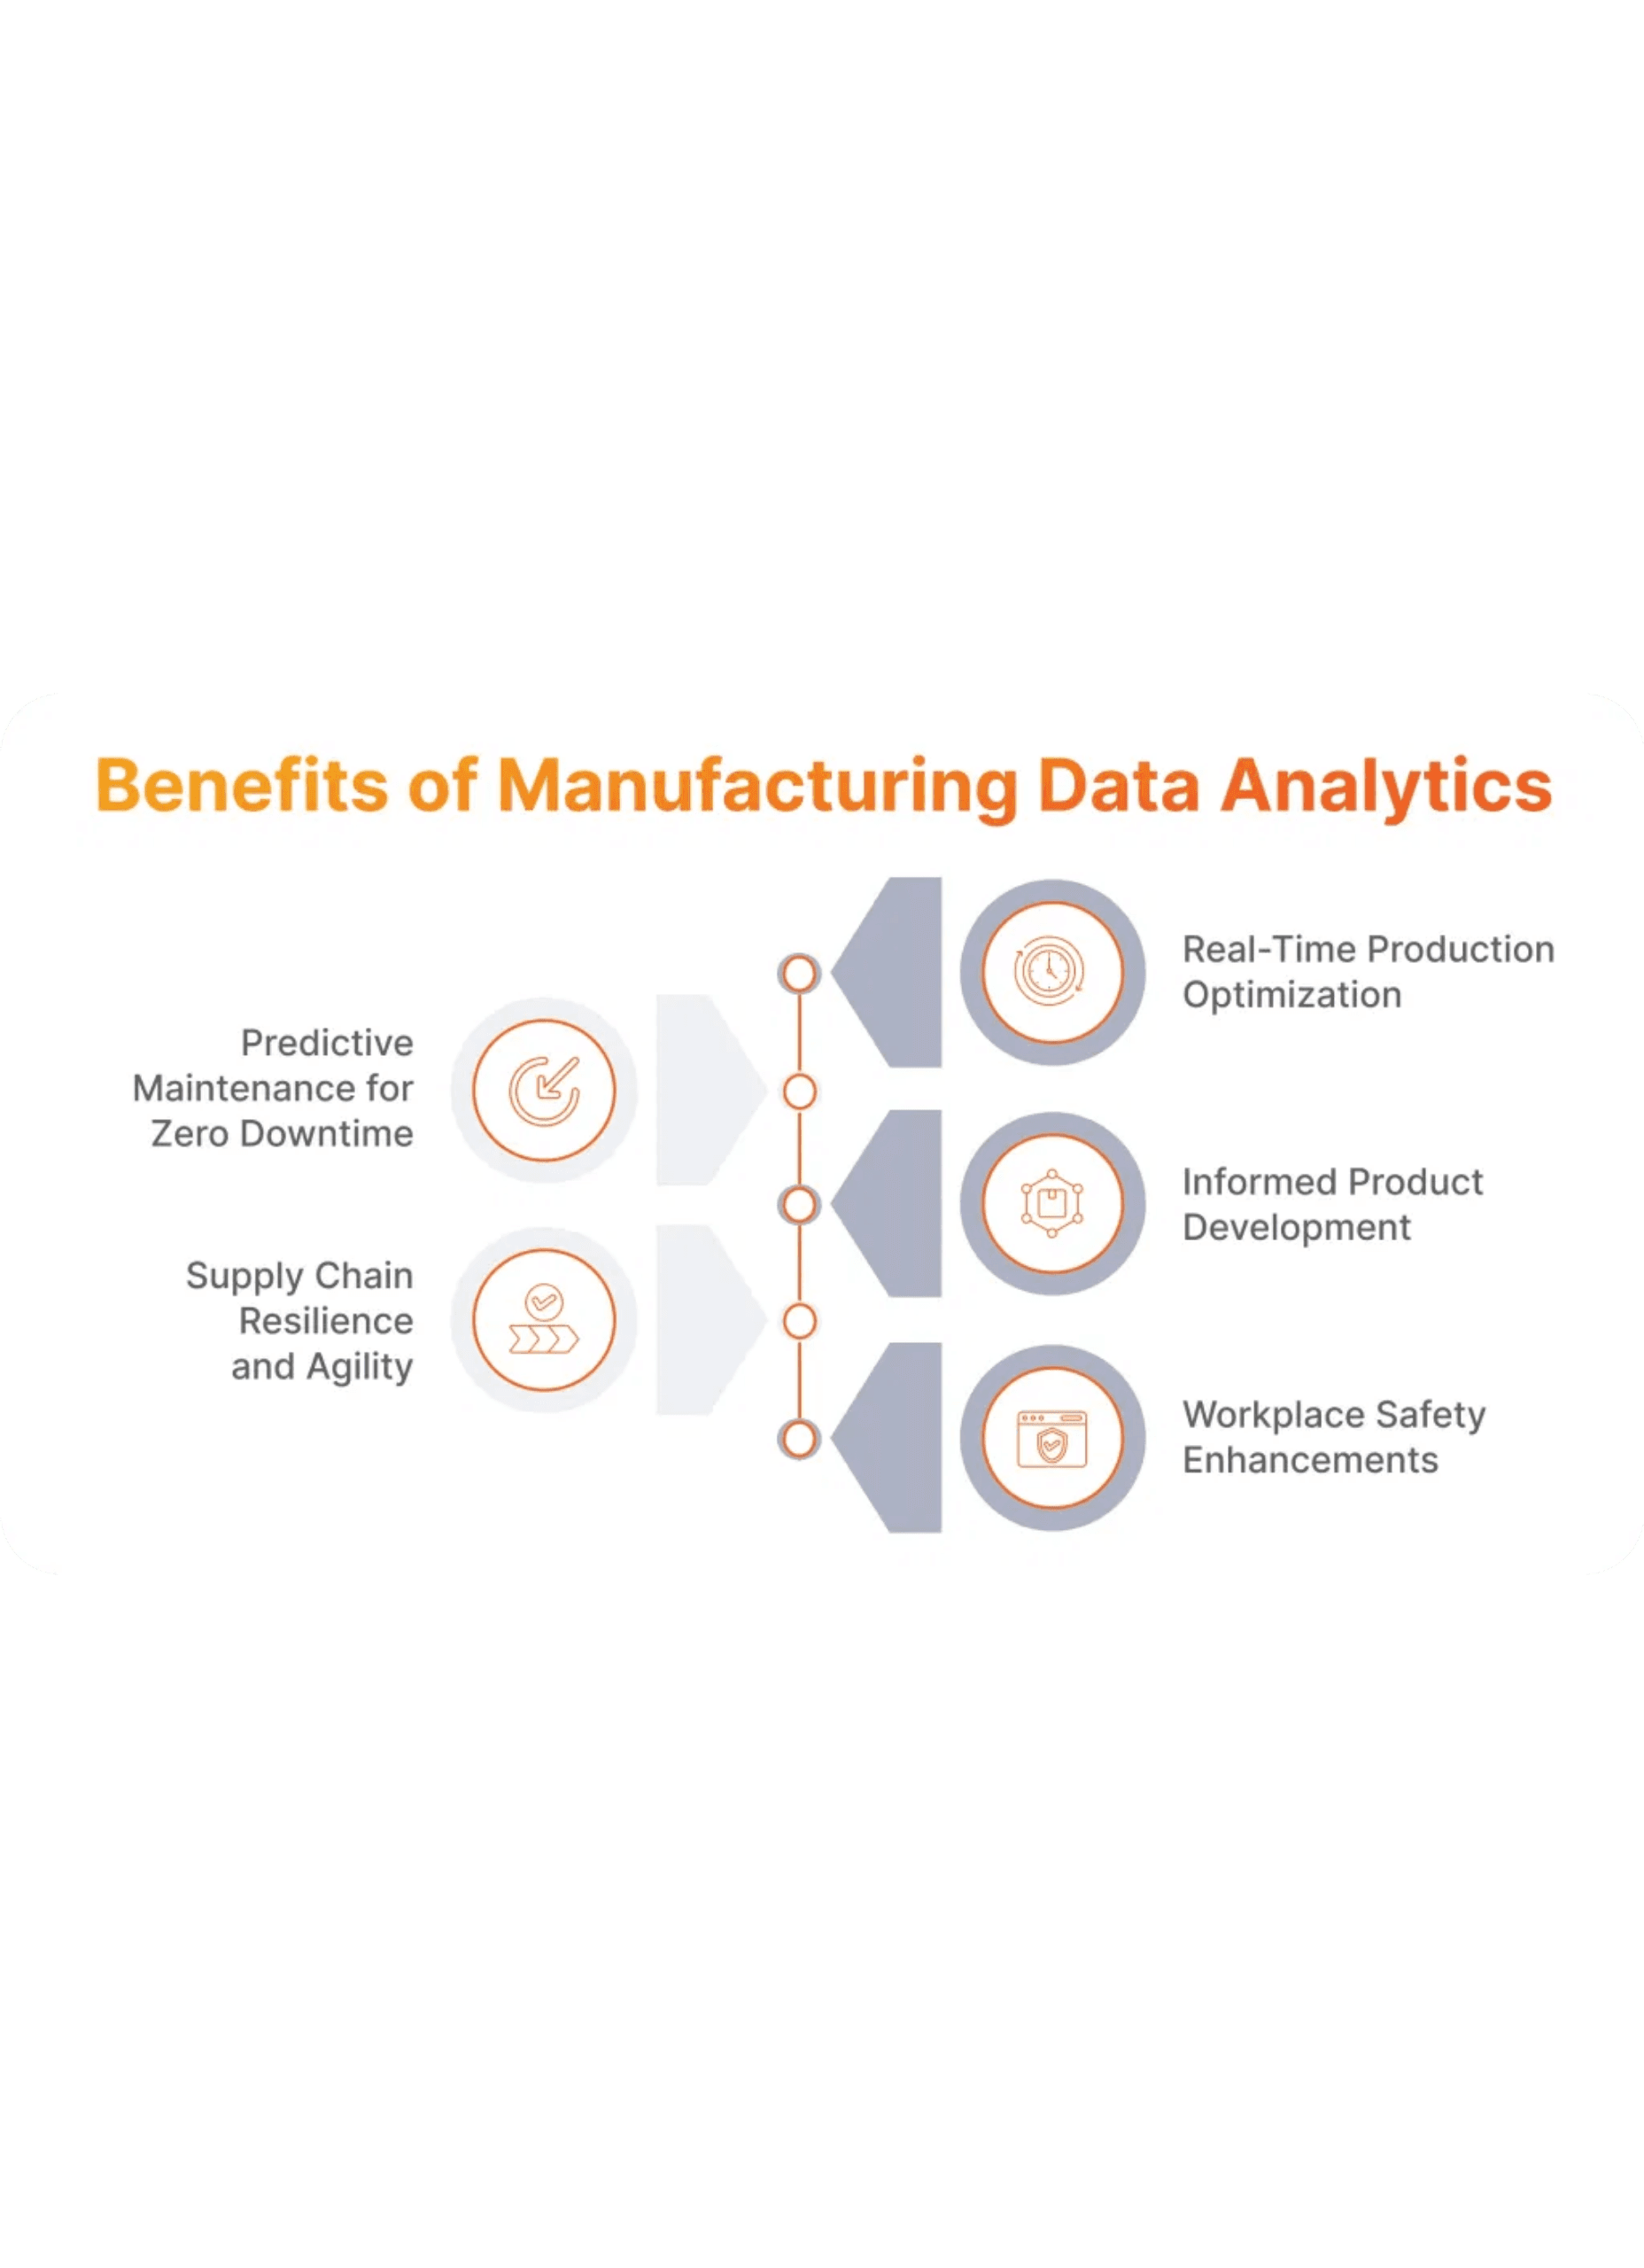 Benefits of Manufacturing Data Analytics
Real-Time Production
Optimization
Predictive
Maintenance for
Zero Downtime
Informed Product
Development
Supply Chain
Resilience
and Agility
Workplace Safety
Enhancements